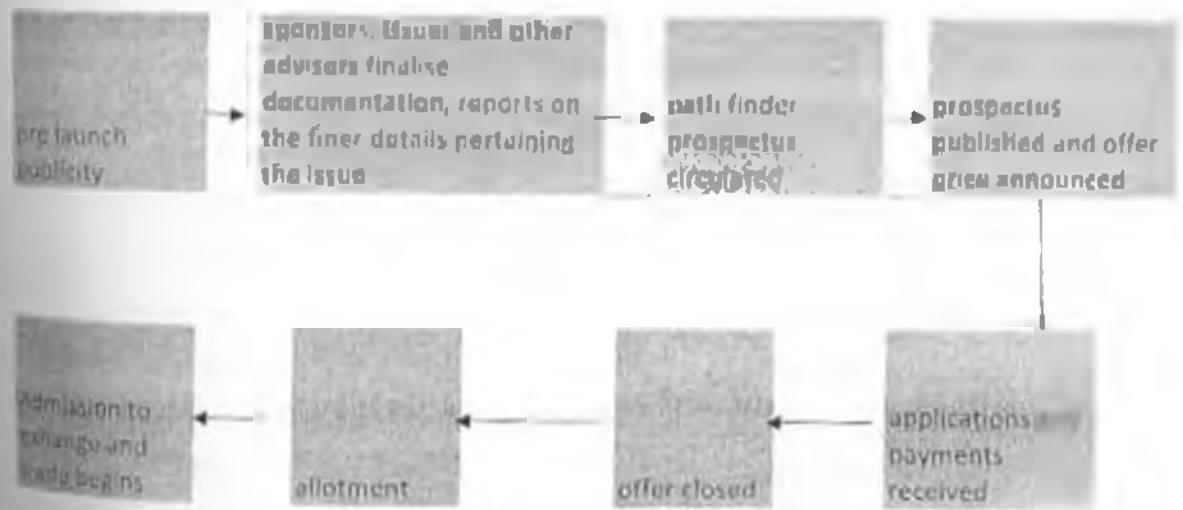 pre launch
publicity
sponsors, issuer and other
advisors finalise
documentation, reports on
the finer details pertaining
the issue
path finder
prospectus
circulated
prospectus
published and offer
price announced
applications
payments
received
offer closed
allotment
Admission to
exhange and
trade begins